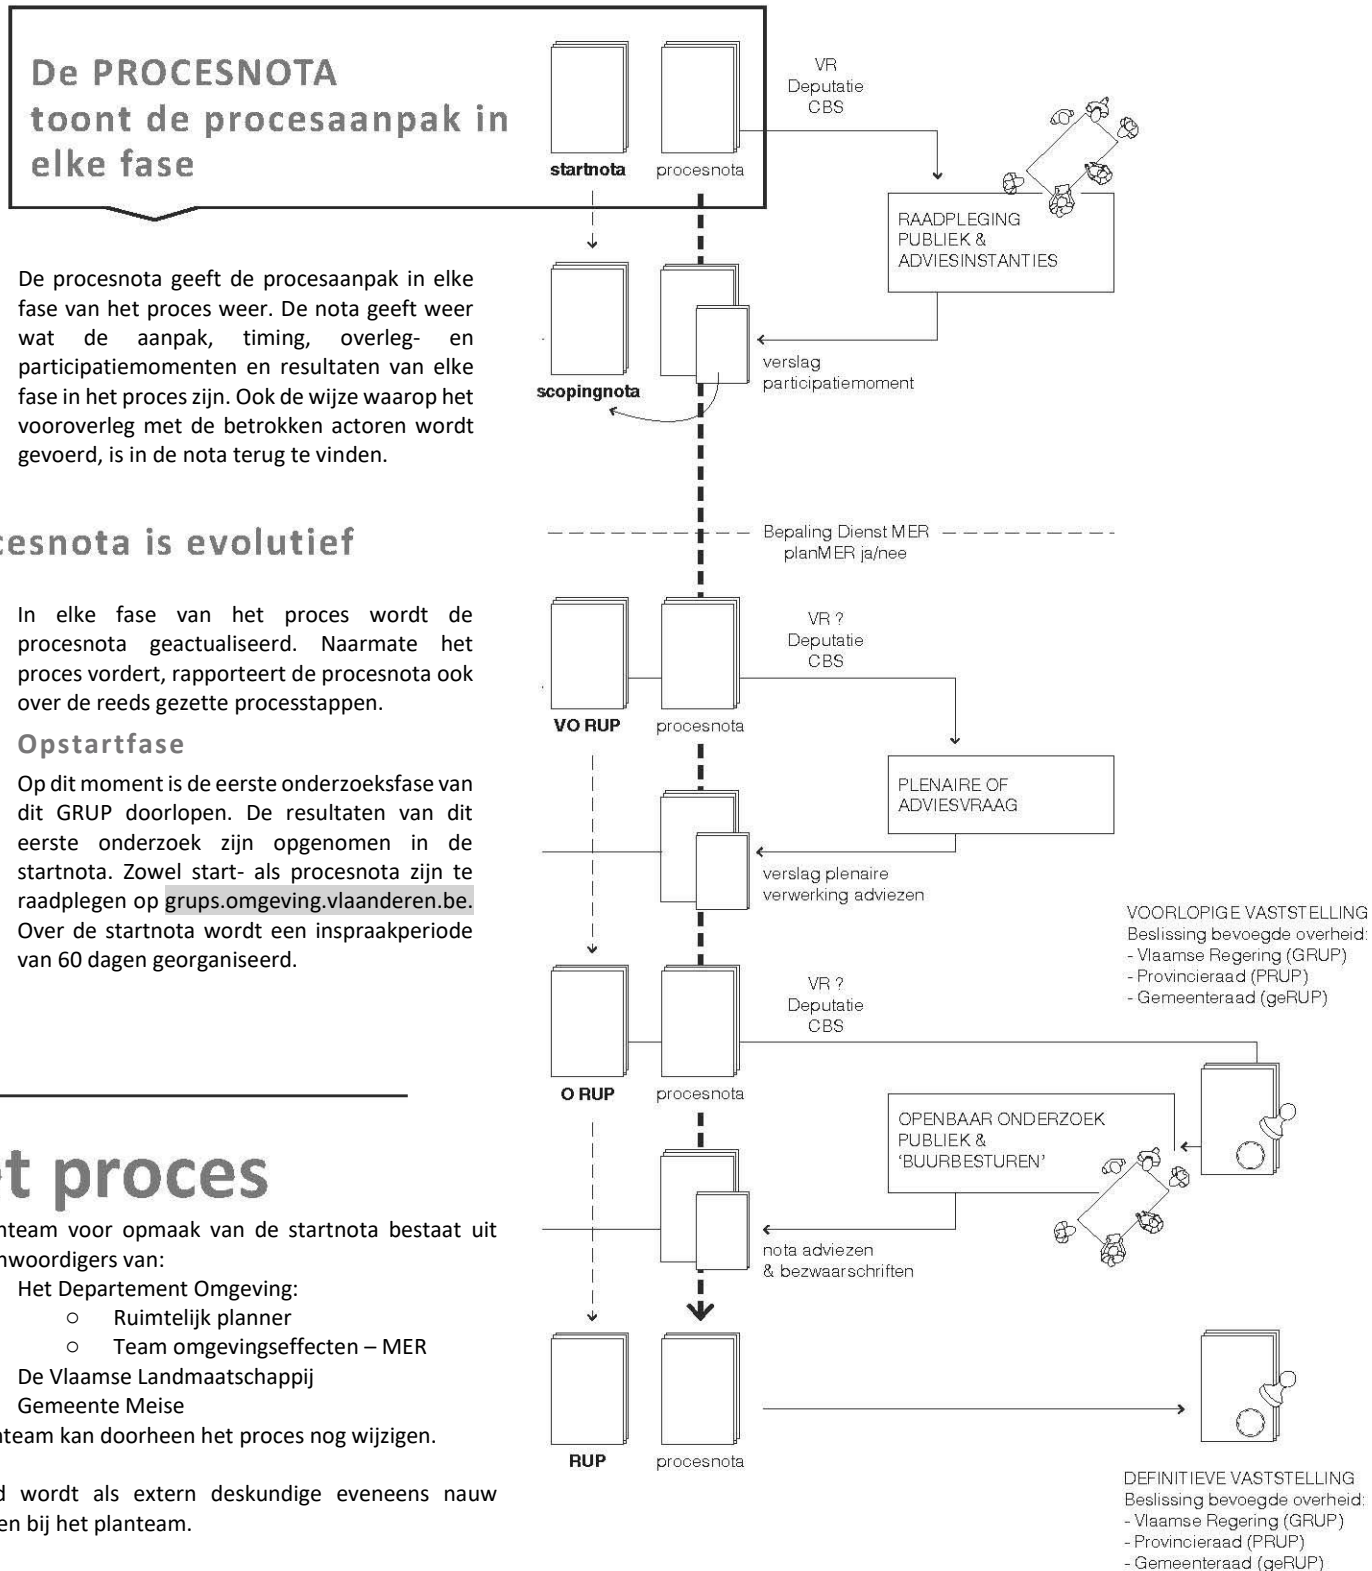 De PROCESNOTA
toont de procesaanpak in
elke fase
De procesnota geeft de procesaanpak in elke
fase van het proces weer. De nota geeft weer
wat de aanpak, timing, overleg- en
participatiemomenten en resultaten van elke
fase in het proces zijn. Ook de wijze waarop het
vooroverleg met de betrokken actoren wordt
gevoerd, is in de nota terug te vinden.
cesnota is evolutief
In elke fase van het proces wordt de
procesnota geactualiseerd. Naarmate het
proces vordert, rapporteert de procesnota ook
over de reeds gezette processtappen.
Opstartfase
Op dit moment is de eerste onderzoeksfase van
dit GRUP doorlopen. De resultaten van dit
eerste onderzoek zijn opgenomen in de
startnota. Zowel start- als procesnota zijn te
raadplegen op grups.omgeving.vlaanderen.be.
Over de startnota wordt een inspraakperiode
van 60 dagen georganiseerd.
t proces
nteam voor opmaak van de startnota bestaat uit
nwoordigers van:
Het Departement Omgeving:
○ Ruimtelijk planner
○ Team omgevingseffecten – MER
De Vlaamse Landmaatschappij
Gemeente Meise
nteam kan doorheen het proces nog wijzigen.
d wordt als extern deskundige eveneens nauw
en bij het planteam.
startnota
procesnota
VR
Deputatie
CBS
RAADPLEGING
PUBLIEK &
ADVIESINSTANTIES
scopingnota
verslag
participatiemoment
Bepaling Dienst MER
planMER ja/nee
VO RUP
procesnota
VR ?
Deputatie
CBS
PLENAIRE OF
ADVIESVRAAG
verslag plenaire
verwerking adviezen
VOORLOPIGE VASTSTELLING
Beslissing bevoegde overheid:
- Vlaamse Regering (GRUP)
- Provincieraad (PRUP)
- Gemeenteraad (geRUP)
VR ?
Deputatie
CBS
O RUP
procesnota
OPENBAAR ONDERZOEK
PUBLIEK &
'BUURBESTUREN'
nota adviezen
& bezwaarschriften
RUP
procesnota
DEFINITIEVE VASTSTELLING
Beslissing bevoegde overheid:
- Vlaamse Regering (GRUP)
- Provincieraad (PRUP)
- Gemeenteraad (geRUP)